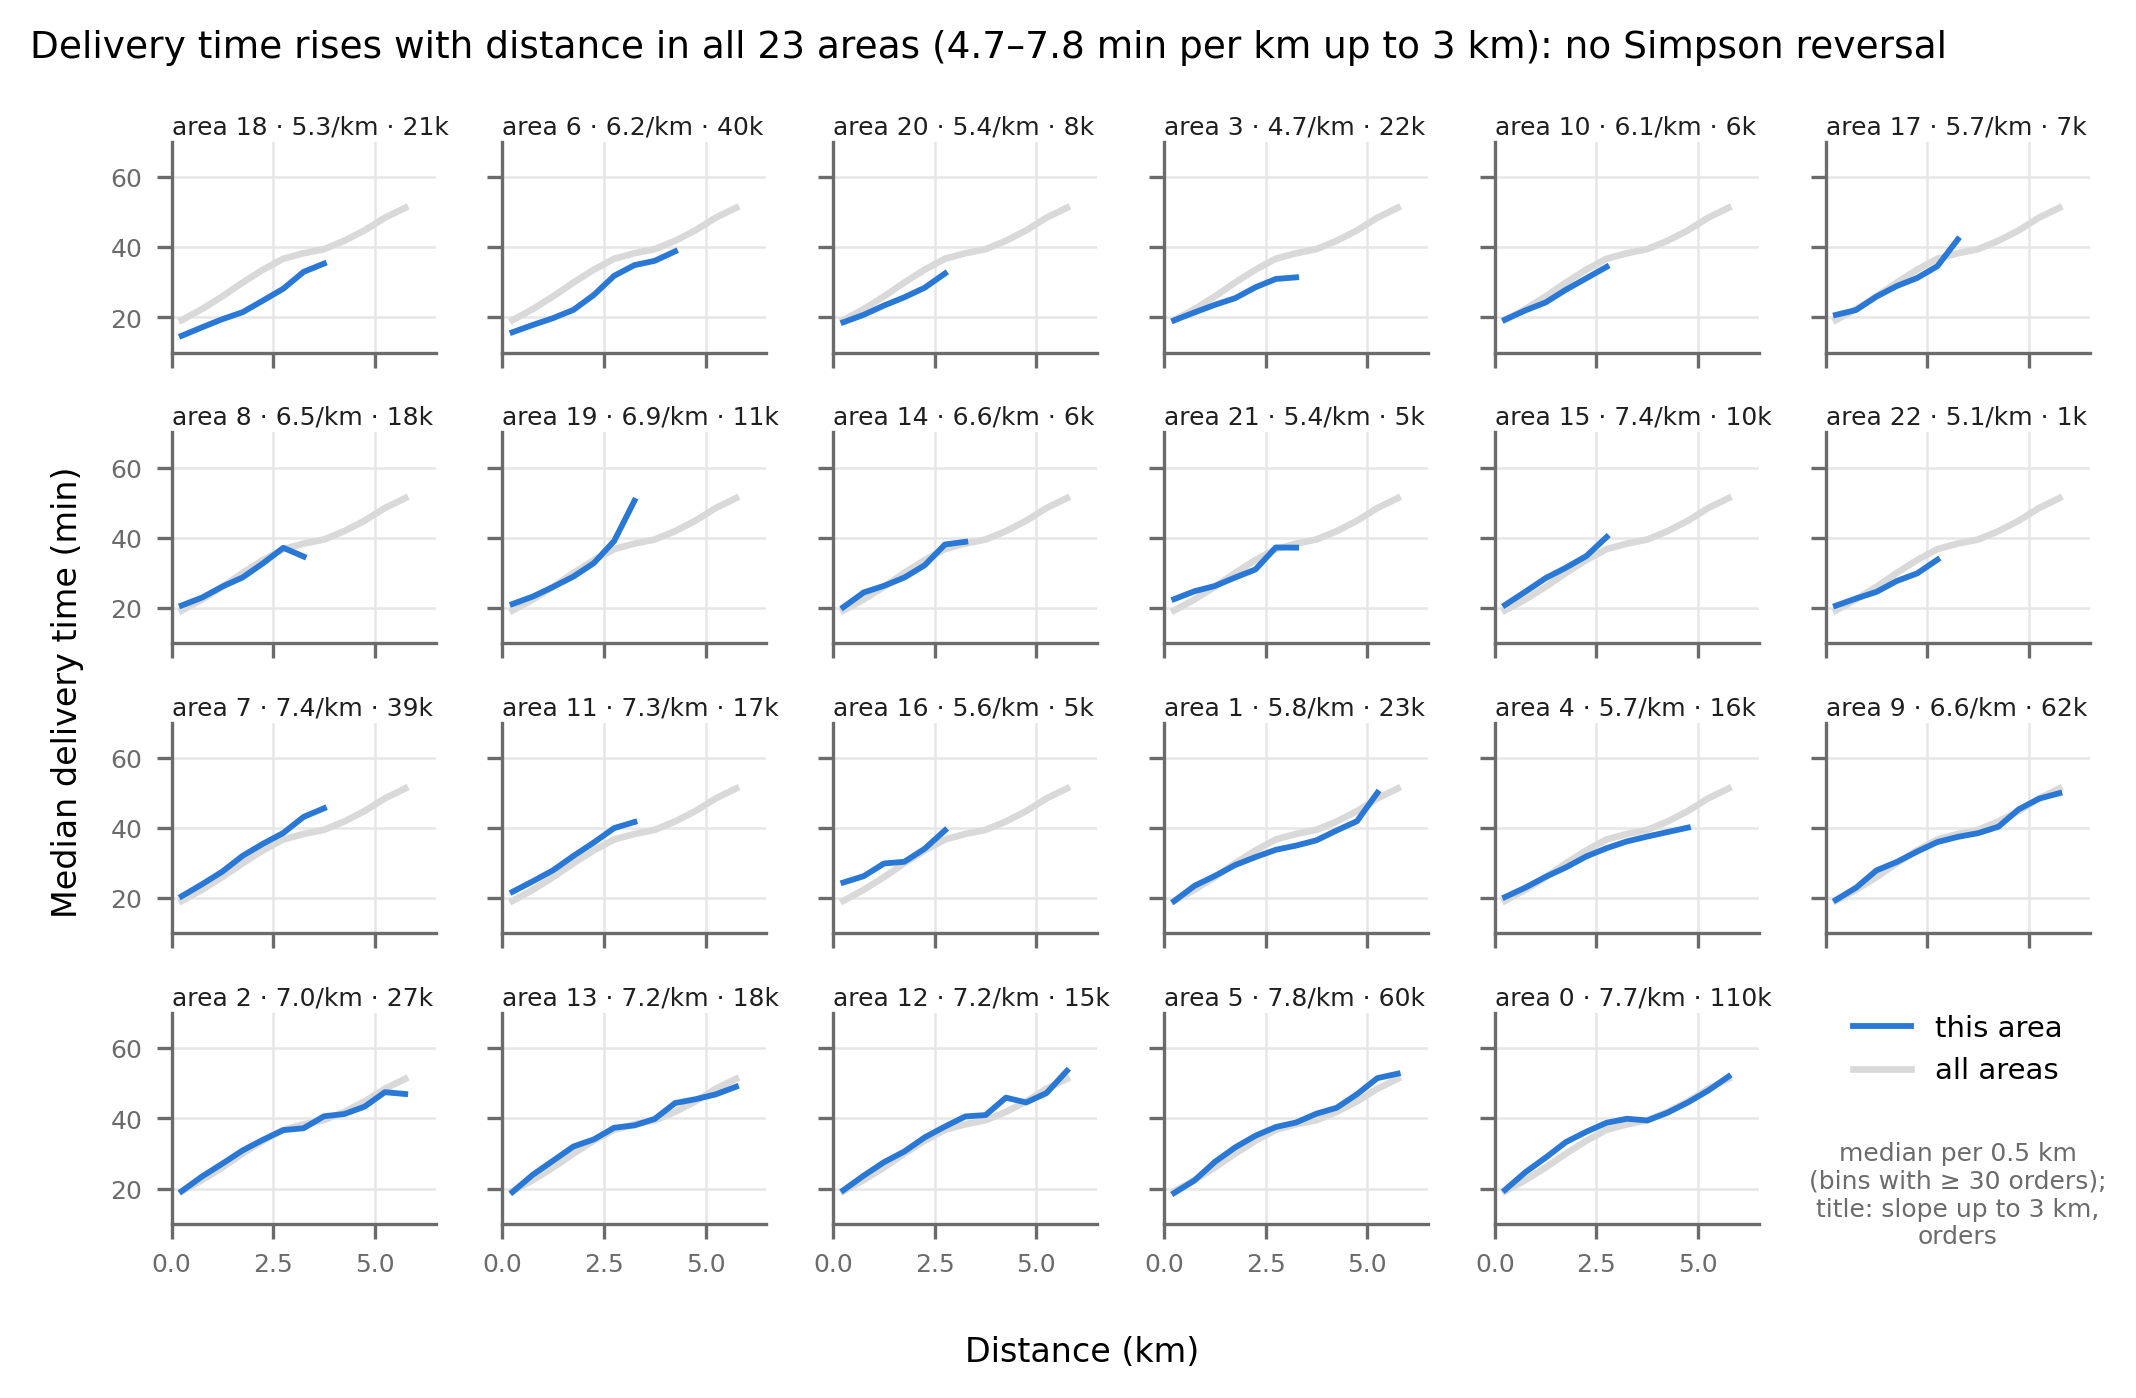 Delivery time rises with distance in all 23 areas (4.7–7.8 min per km up to 3 km): no Simpson reversal
area 18 · 5.3/km · 21k
area 6 · 6.2/km · 40k
area 20 · 5.4/km · 8k
area 3 · 4.7/km · 22k
area 10 · 6.1/km · 6k
area 17 · 5.7/km · 7k
60
40
20
area 8 · 6.5/km · 18k
area 19 · 6.9/km · 11k
area 14 · 6.6/km · 6k
area 21 · 5.4/km · 5k
area 15 · 7.4/km · 10k
area 22 · 5.1/km · 1k
60
40
20
Median delivery time (min)
area 7 · 7.4/km · 39k
area 11 · 7.3/km · 17k
area 16 · 5.6/km · 5k
area 1 · 5.8/km · 23k
area 4 · 5.7/km · 16k
area 9 · 6.6/km · 62k
60
40
20
area 2 · 7.0/km · 27k
area 13 · 7.2/km · 18k
area 12 · 7.2/km · 15k
area 5 · 7.8/km · 60k
area 0 · 7.7/km · 110k
60
40
20
this area
all areas
median per 0.5 km
(bins with ≥ 30 orders);
title: slope up to 3 km,
orders
0.0 2.5 5.0
0.0 2.5 5.0
0.0 2.5 5.0
0.0 2.5 5.0
0.0 2.5 5.0
Distance (km)